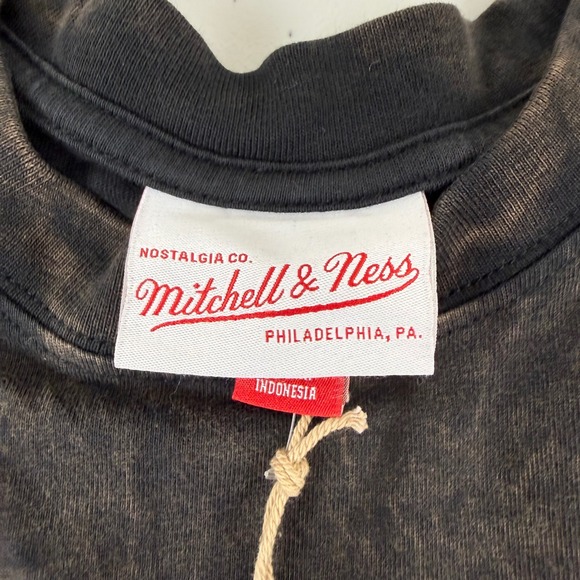 NOSTALGIA CO.
Mitchell & Ness
PHILADELPHIA, PA.
INDONESIA